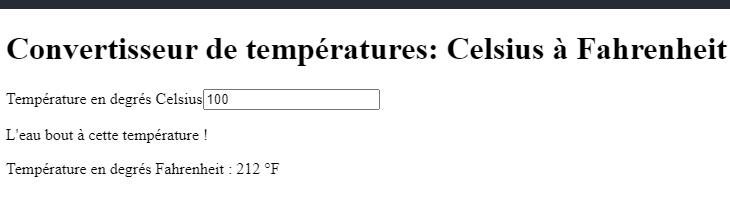 Convertisseur de températures: Celsius à Fahrenheit
Température en degrés Celsius 100
L'eau bout à cette température !
Température en degrés Fahrenheit : 212 °F